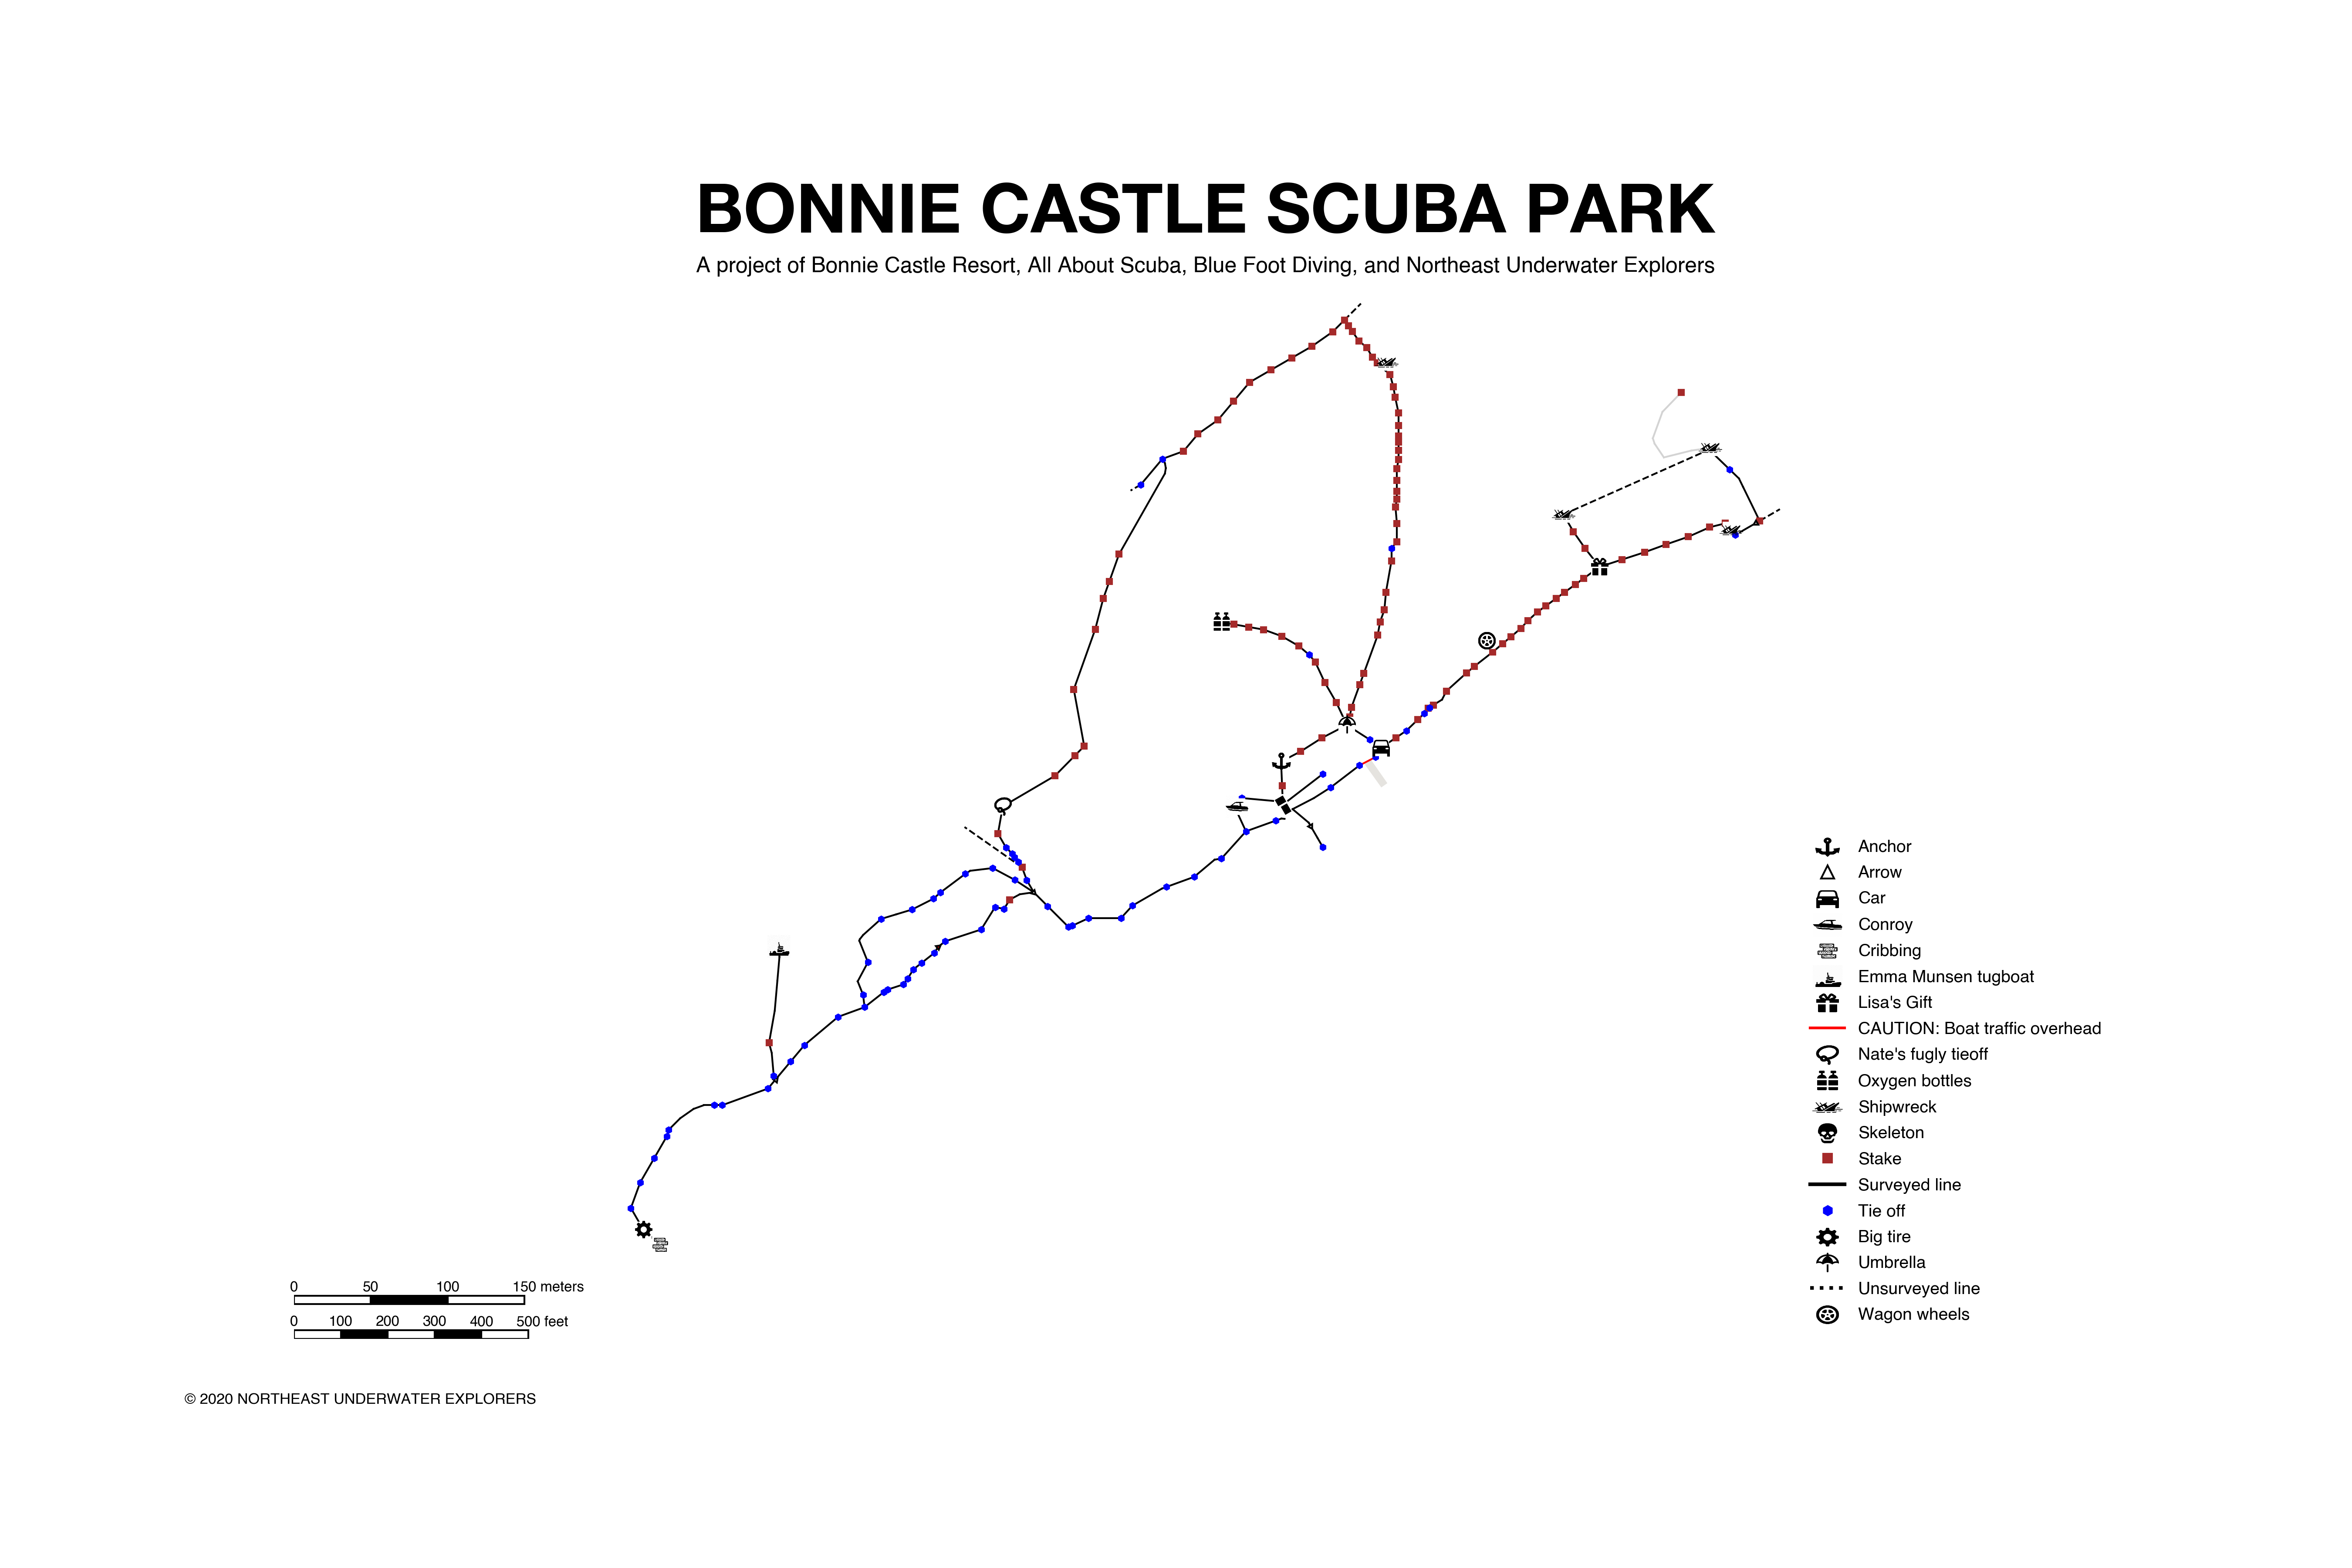 BONNIE CASTLE SCUBA PARK
A project of Bonnie Castle Resort, All About Scuba, Blue Foot Diving, and Northeast Underwater Explorers
Anchor
Arrow
Car
Conroy
Cribbing
Emma Munsen tugboat
Lisa's Gift
CAUTION: Boat traffic overhead
Nate's fugly tieoff
Oxygen bottles
Shipwreck
Skeleton
Stake
Surveyed line
Tie off
Big tire
Umbrella
Unsurveyed line
Wagon wheels
0 50 100 150 meters
0 100 200 300 400 500 feet
© 2020 NORTHEAST UNDERWATER EXPLORERS